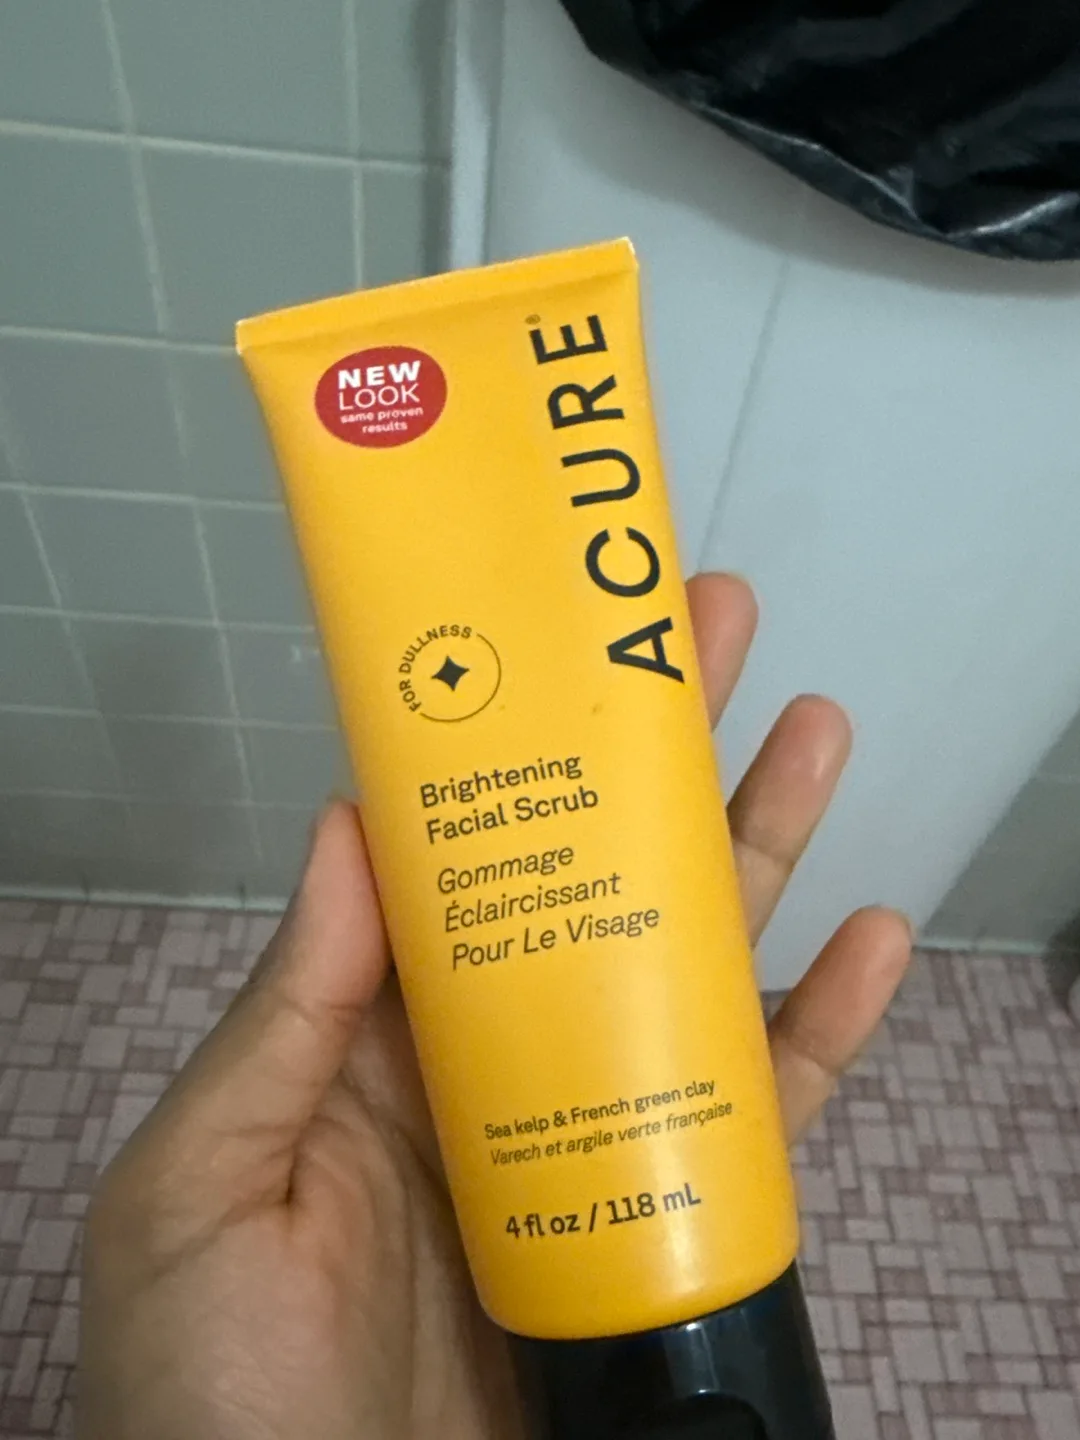 NEW
LOOK
same proven
results
ACURE®
FOR DULLNESS
Brightening
Facial Scrub
Gommage
Éclaircissant
Pour Le Visage
Sea kelp & French green clay
Varech et argile verte française
4 fl oz / 118 mL